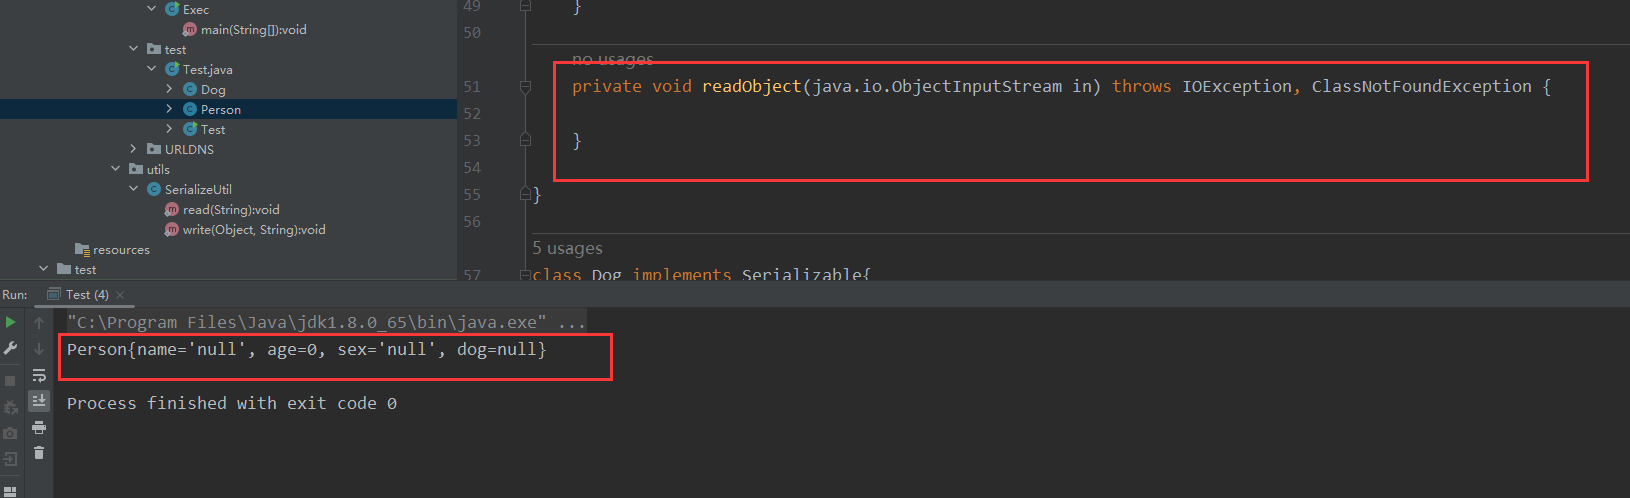 Exec
main(String[]):void
test
Test.java
Dog
Person
Test
URLDNS
utils
SerializeUtil
read(String):void
write(Object, String):void
resources
test
49 }
50
no usages
51 private void readObject(java.io.ObjectInputStream in) throws IOException, ClassNotFoundException {
52
53 }
54
55 }
56
5 usages
57 class Dog implements Serializable{
Run: Test (4)
"C:\Program Files\Java\jdk1.8.0_65\bin\java.exe" ...
Person{name='null', age=0, sex='null', dog=null}
Process finished with exit code 0